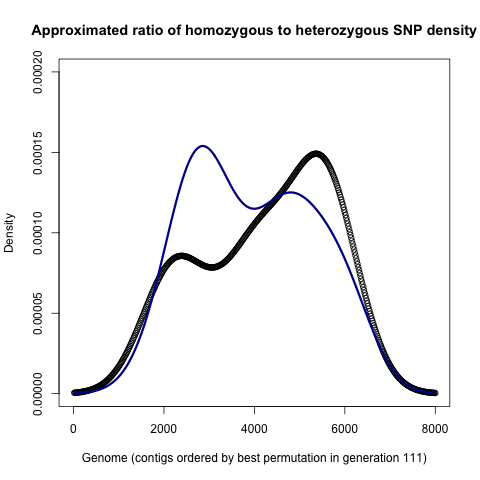 Approximated ratio of homozygous to heterozygous SNP density
0.00020
0.00015
0.00010
0.00005
0.00000
Density
0 2000 4000 6000 8000
Genome (contigs ordered by best permutation in generation 111)